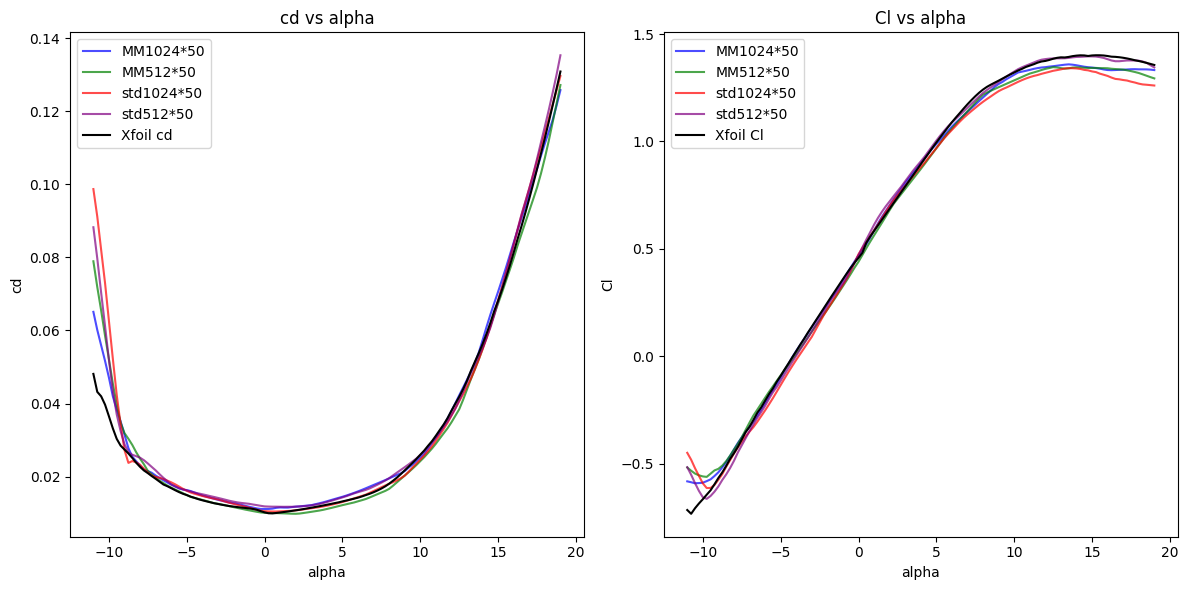 cd vs alpha
cd
0.14
0.12
0.10
0.08
0.06
0.04
0.02
MM1024*50
MM512*50
std1024*50
std512*50
Xfoil cd
−10
−5
0
5
10
15
20
alpha
Cl vs alpha
Cl
1.5
1.0
0.5
0.0
−0.5
MM1024*50
MM512*50
std1024*50
std512*50
Xfoil Cl
−10
−5
0
5
10
15
20
alpha